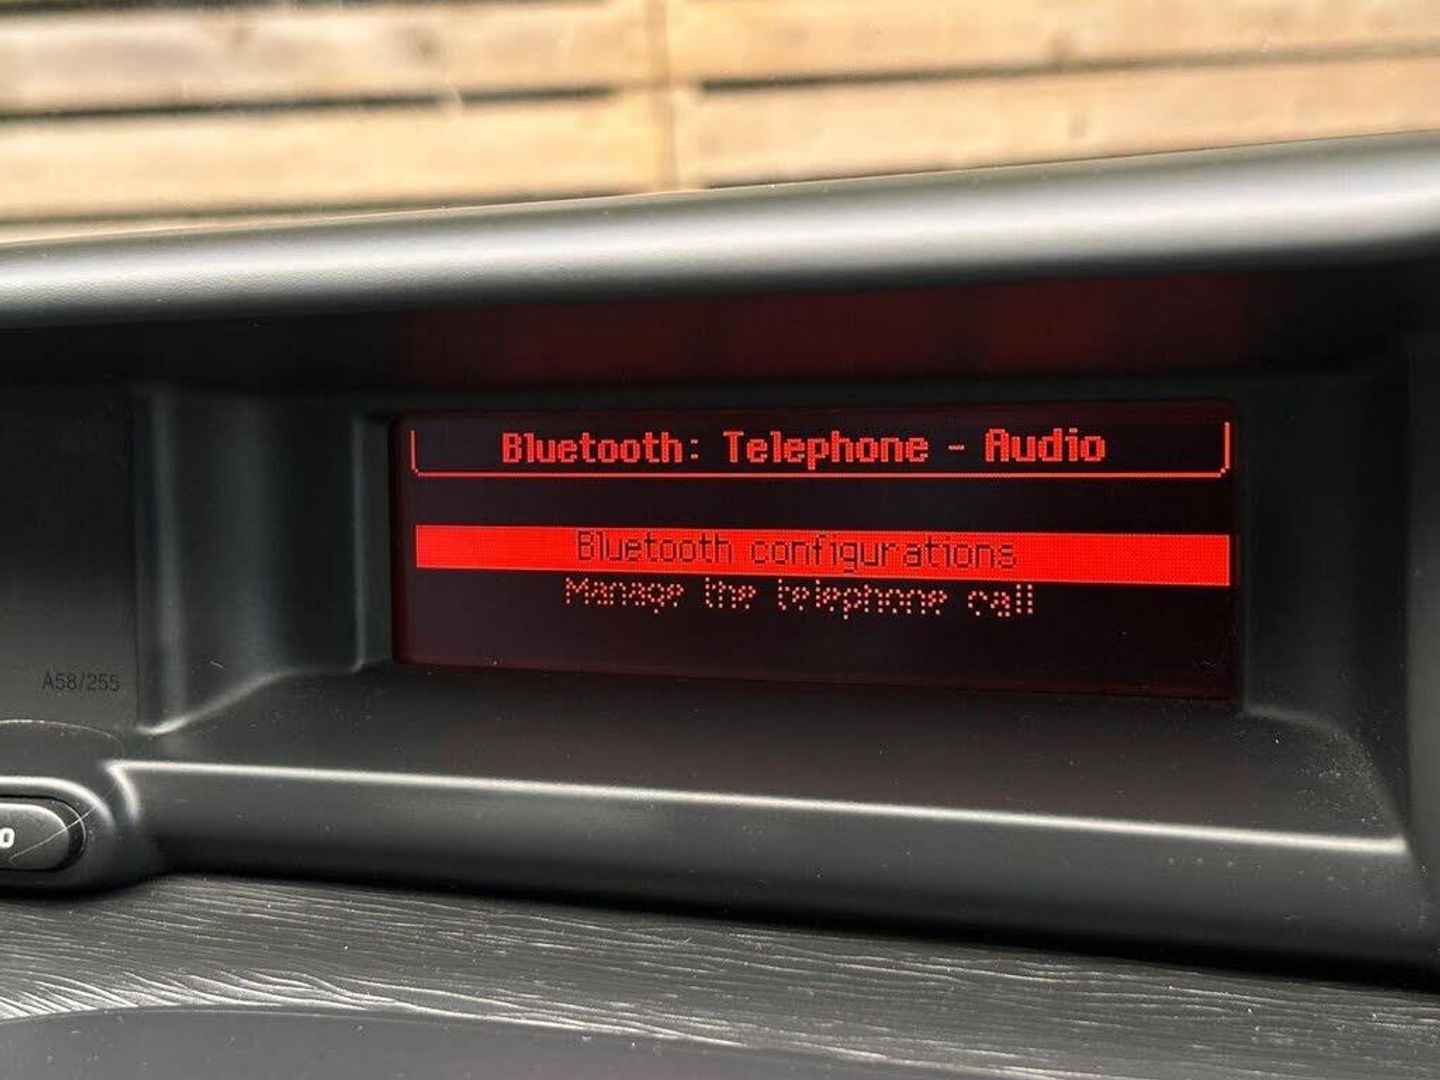 Bluetooth: Telephone - Audio
Bluetooth configurations
Manage the telephone call
A58/255